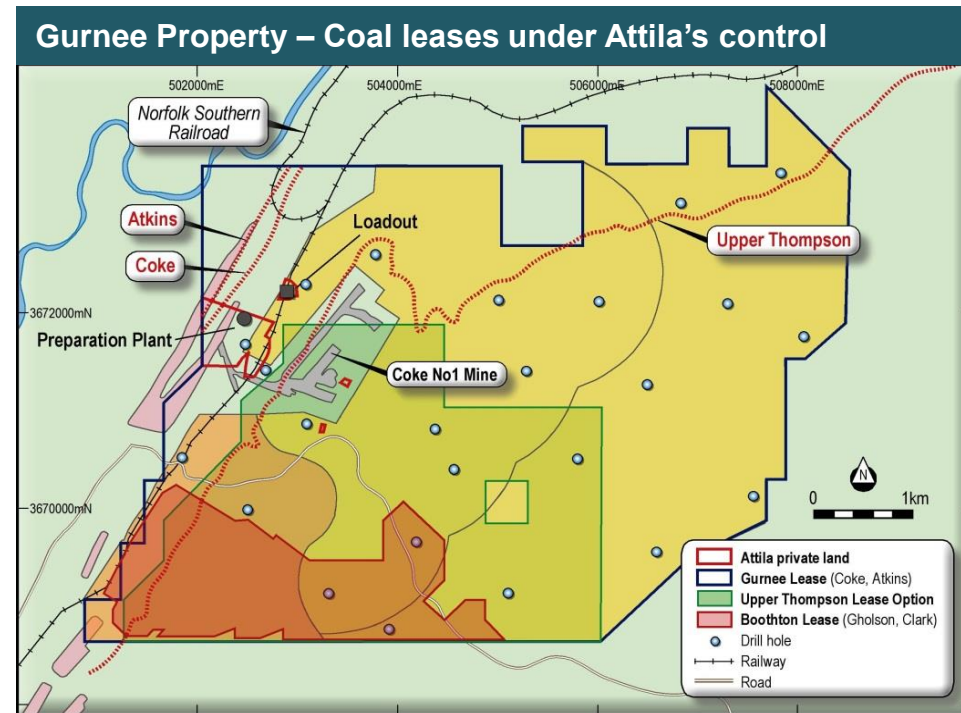 Gurnee Property – Coal leases under Attila's control
502000mE
504000mE
506000mE
508000mE
Norfolk Southern
Railroad
Atkins
Loadout
Upper Thompson
Coke
3672000mN
Preparation Plant
Coke No1 Mine
N
3670000mN
0 1km
Attila private land
Gurnee Lease (Coke, Atkins)
Upper Thompson Lease Option
Boothton Lease (Gholson, Clark)
Drill hole
Railway
Road